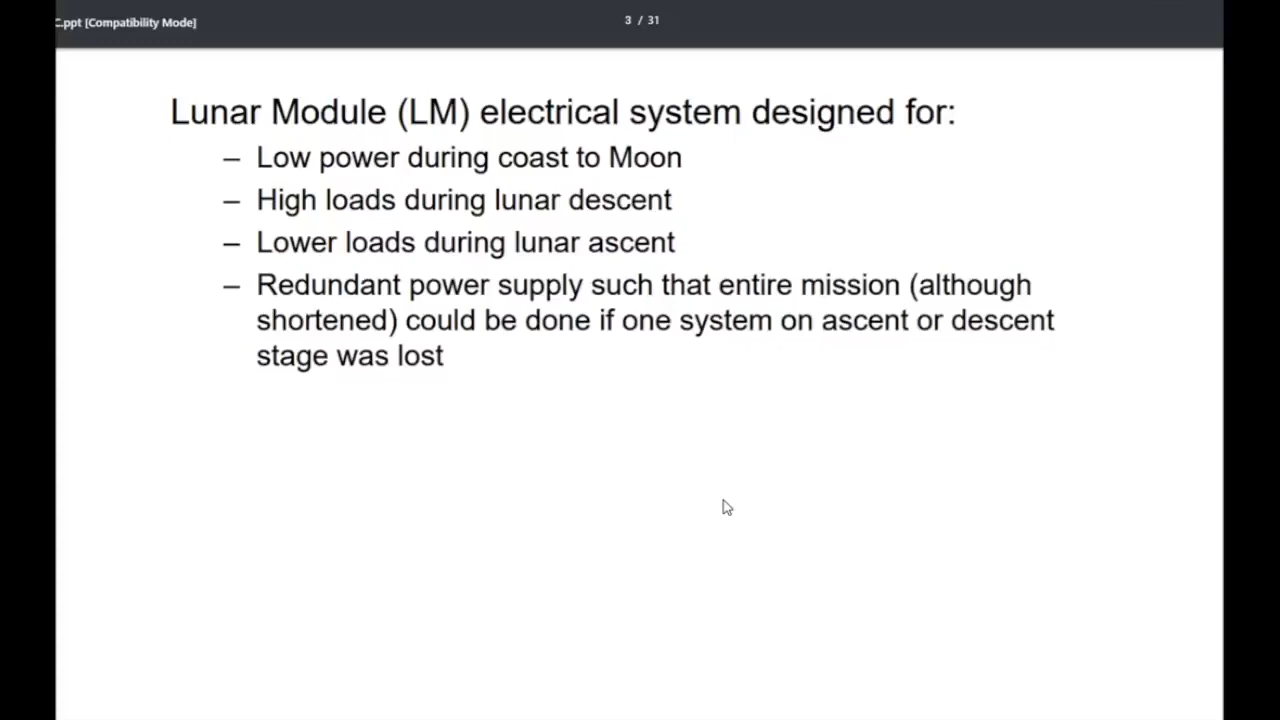 C.ppt [Compatibility Mode]
3 / 31
Lunar Module (LM) electrical system designed for:
– Low power during coast to Moon
– High loads during lunar descent
– Lower loads during lunar ascent
– Redundant power supply such that entire mission (although
shortened) could be done if one system on ascent or descent
stage was lost